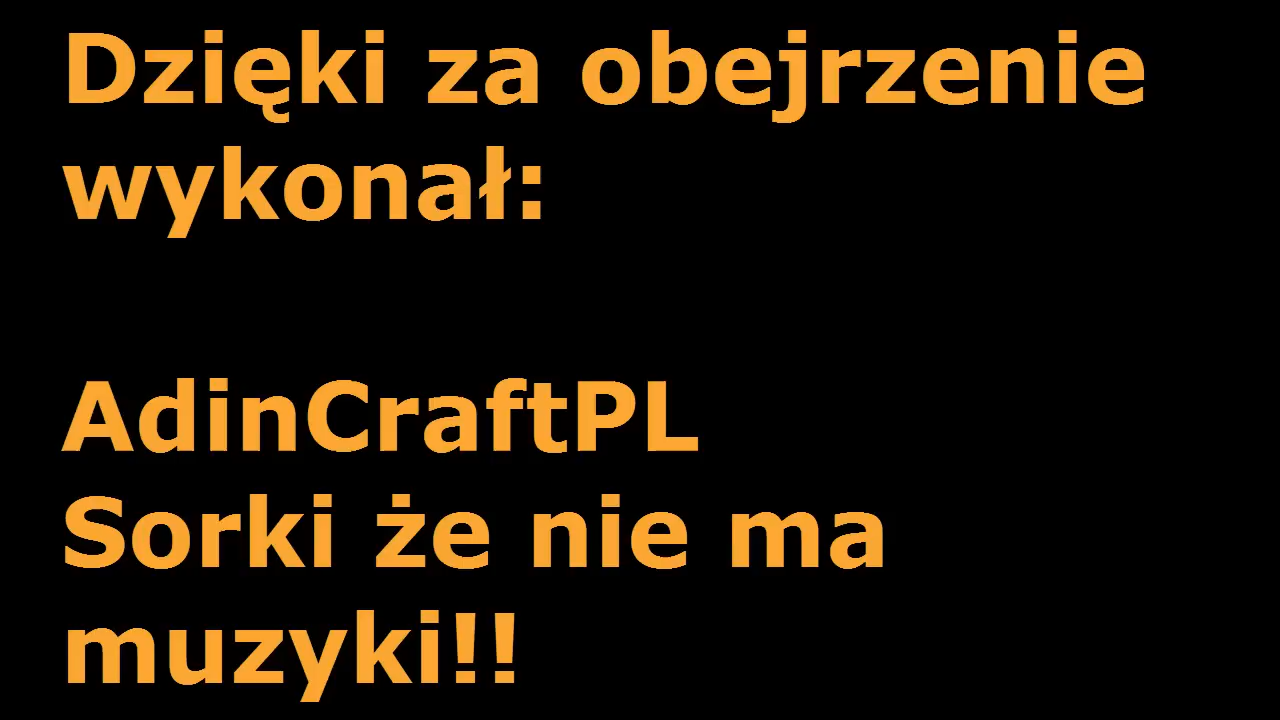 Dzięki za obejrzenie
wykonał:
AdinCraftPL
Sorki że nie ma
muzyki!!